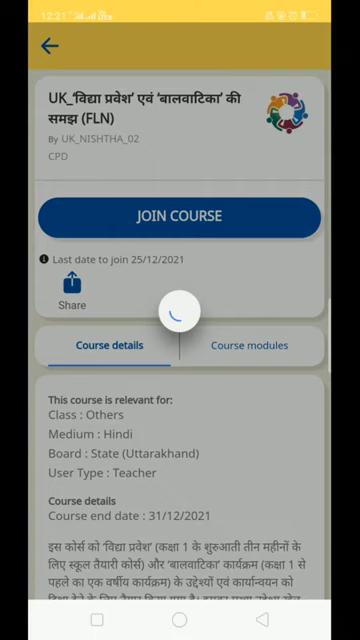 12:21
UK_‘विद्या प्रवेश’ एवं ‘बालवाटिका’ की
समझ (FLN)
By UK_NISHTHA_02
CPD
JOIN COURSE
Last date to join 25/12/2021
Share
Course details
Course modules
This course is relevant for:
Class : Others
Medium : Hindi
Board : State (Uttarakhand)
User Type : Teacher
Course details
Course end date : 31/12/2021
इस कोर्स को ‘विद्या प्रवेश’ (कक्षा 1 के शुरुआती तीन महीनों के
लिए स्कूल तैयारी कोर्स) और ‘बालवाटिका’ कार्यक्रम (कक्षा 1 से
पहले का एक वर्षीय कार्यक्रम) के उद्देश्यों एवं कार्यान्वयन को